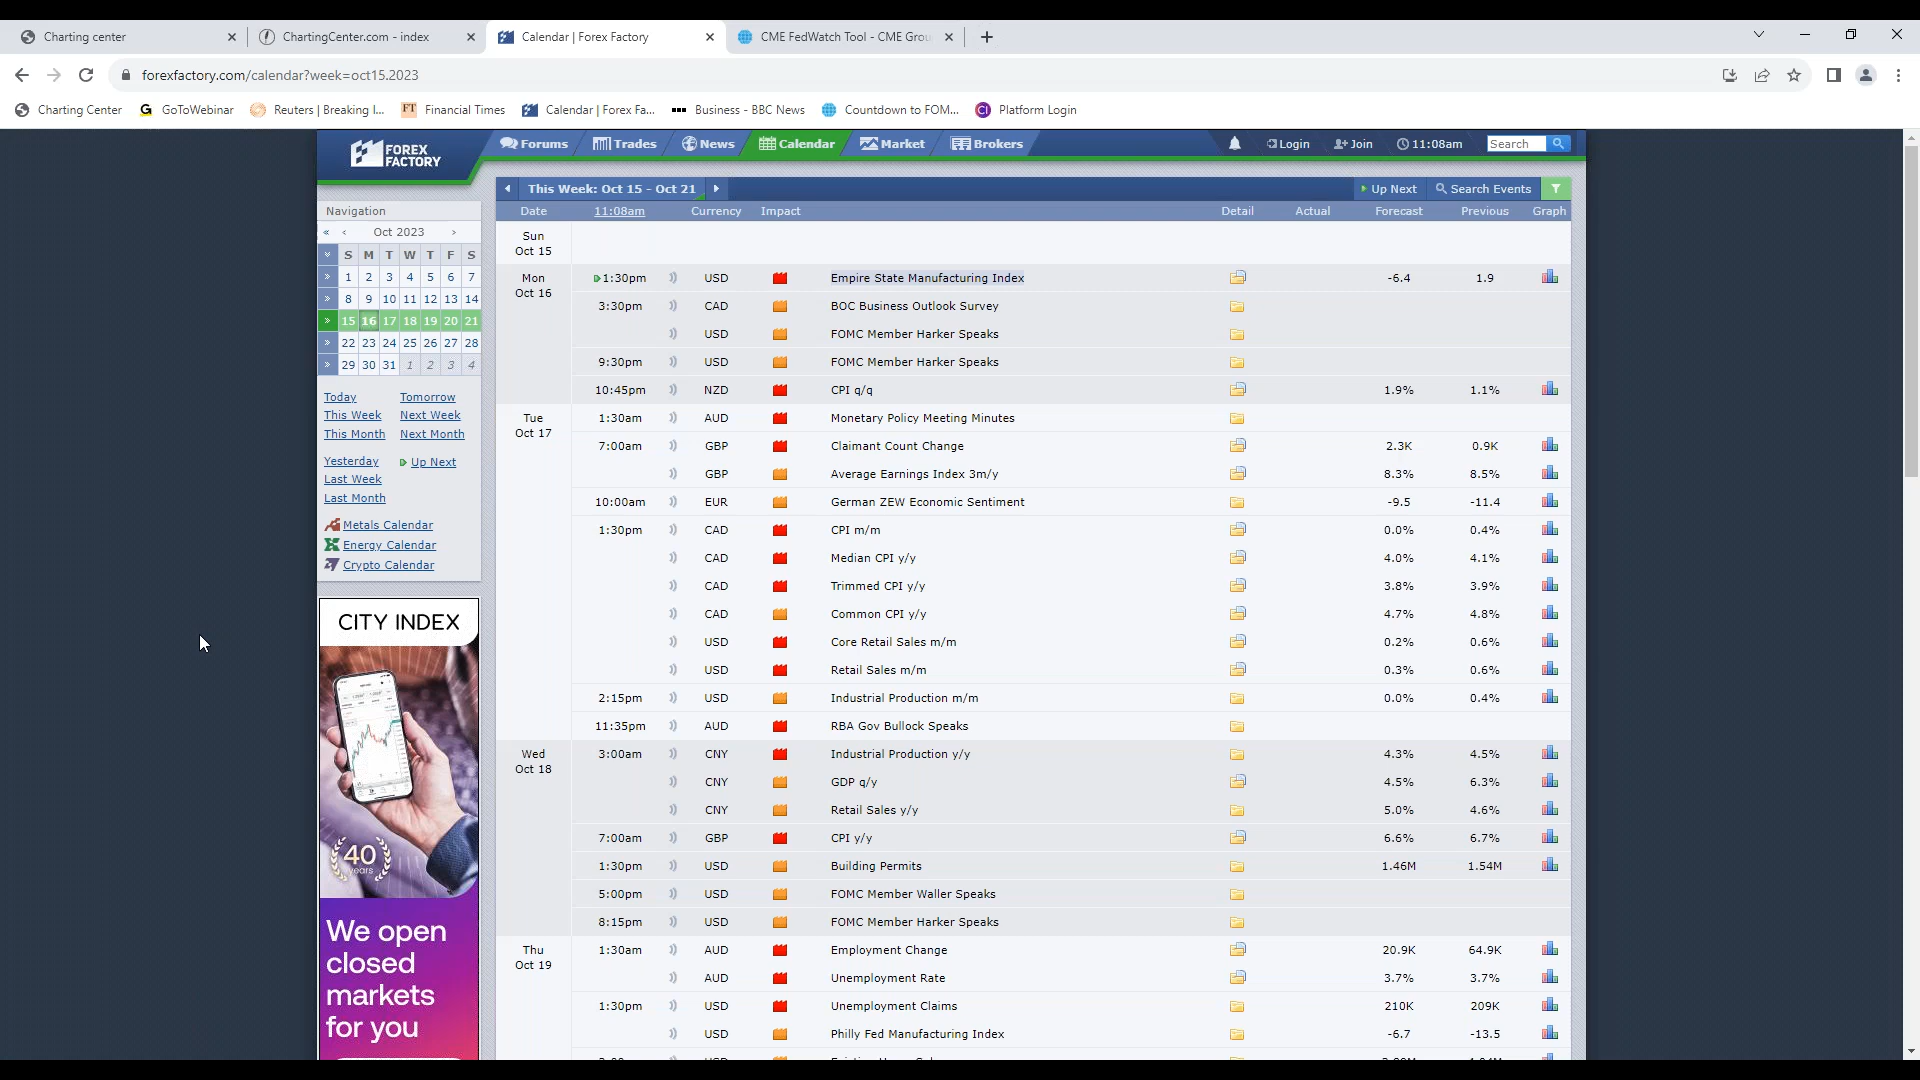 Charting center
ChartingCenter.com - index
Calendar | Forex Factory
CME FedWatch Tool - CME Grou
forexfactory.com/calendar?week=oct15.2023
Charting Center
GoToWebinar
Reuters | Breaking I...
FT Financial Times
Calendar | Forex Fa...
Business - BBC News
Countdown to FOM...
CI Platform Login
FOREX FACTORY
Forums
Trades
News
Calendar
Market
Brokers
Login
Join
11:08am
Search
Navigation
« ‹ Oct 2023 ›
S M T W T F S
1 2 3 4 5 6 7
8 9 10 11 12 13 14
15 16 17 18 19 20 21
22 23 24 25 26 27 28
29 30 31 1 2 3 4
Today Tomorrow
This Week Next Week
This Month Next Month
Yesterday Up Next
Last Week
Last Month
Metals Calendar
Energy Calendar
Crypto Calendar
CITY INDEX
40
years
We open
closed
markets
for you
This Week: Oct 15 - Oct 21 Up Next Search Events
Date 11:08am Currency Impact Detail Actual Forecast Previous Graph
Sun Oct 15
Mon Oct 16
1:30pm USD Empire State Manufacturing Index -6.4 1.9
3:30pm CAD BOC Business Outlook Survey
USD FOMC Member Harker Speaks
9:30pm USD FOMC Member Harker Speaks
10:45pm NZD CPI q/q 1.9% 1.1%
Tue Oct 17
1:30am AUD Monetary Policy Meeting Minutes
7:00am GBP Claimant Count Change 2.3K 0.9K
GBP Average Earnings Index 3m/y 8.3% 8.5%
10:00am EUR German ZEW Economic Sentiment -9.5 -11.4
1:30pm CAD CPI m/m 0.0% 0.4%
CAD Median CPI y/y 4.0% 4.1%
CAD Trimmed CPI y/y 3.8% 3.9%
CAD Common CPI y/y 4.7% 4.8%
USD Core Retail Sales m/m 0.2% 0.6%
USD Retail Sales m/m 0.3% 0.6%
2:15pm USD Industrial Production m/m 0.0% 0.4%
11:35pm AUD RBA Gov Bullock Speaks
Wed Oct 18
3:00am CNY Industrial Production y/y 4.3% 4.5%
CNY GDP q/y 4.5% 6.3%
CNY Retail Sales y/y 5.0% 4.6%
7:00am GBP CPI y/y 6.6% 6.7%
1:30pm USD Building Permits 1.46M 1.54M
5:00pm USD FOMC Member Waller Speaks
8:15pm USD FOMC Member Harker Speaks
Thu Oct 19
1:30am AUD Employment Change 20.9K 64.9K
AUD Unemployment Rate 3.7% 3.7%
1:30pm USD Unemployment Claims 210K 209K
USD Philly Fed Manufacturing Index -6.7 -13.5